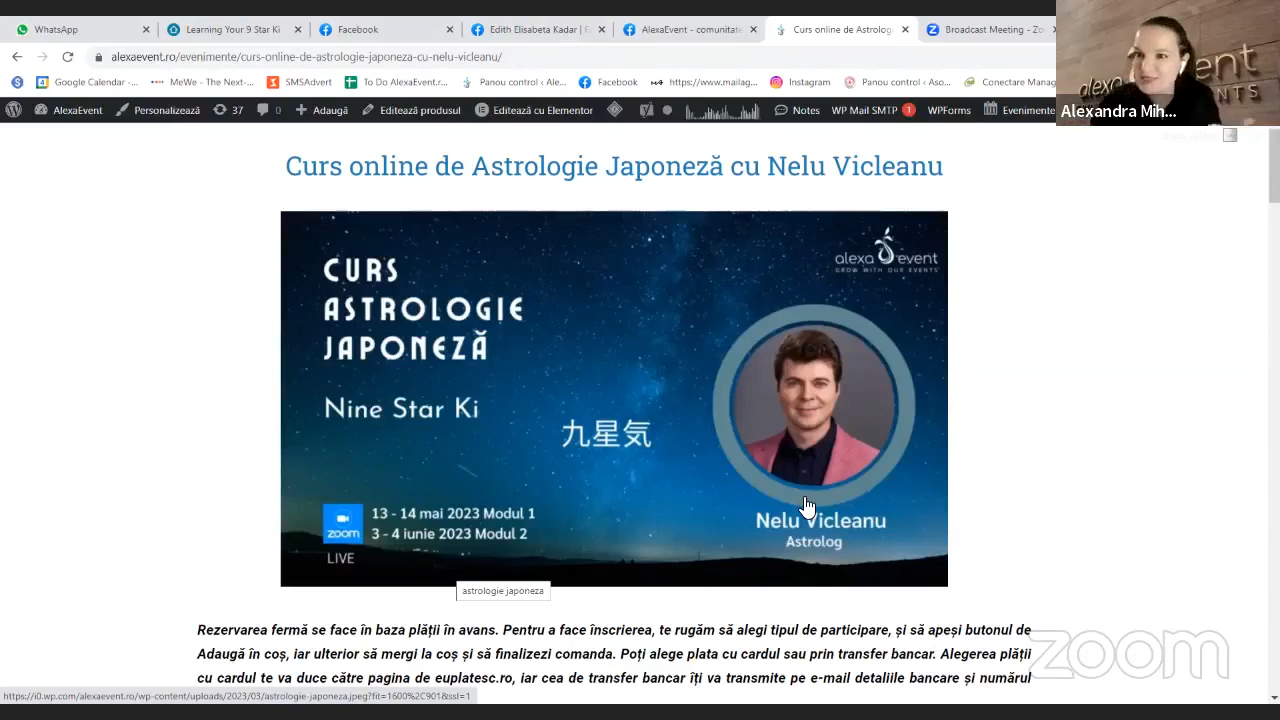 WhatsApp
Learning Your 9 Star Ki
Facebook
Edith Elisabeta Kadar | F
AlexaEvent - comunitate
Curs online de Astrolog
Broadcast Meeting - Zo
alexaevent.ro/evenimente/curs-online-de-astrologie-japoneza-cu-nelu-vicleanu/
Google Calendar -...
MeWe - The Next-...
SMSAdvert
To Do AlexaEvent.r...
Panou control ‹ Ale...
Facebook
https://www.mailag...
Instagram
Panou control ‹ Aso...
Conectare Manag
AlexaEvent
Personalizează
37
0
Adaugă
Editează produsul
Editează cu Elementor
Notes
WP Mail SMTP
1
WPForms
Evenimente
Alexandra Mih...
Curs online de Astrologie Japoneză cu Nelu Vicleanu
CURS
ASTROLOGIE
JAPONEZĂ
Nine Star Ki
九星気
alexa event
GROW WITH OUR EVENTS
zoom
LIVE
13 - 14 mai 2023 Modul 1
3 - 4 iunie 2023 Modul 2
Nelu Vicleanu
Astrolog
astrologie japoneza
Rezervarea fermă se face în baza plății în avans. Pentru a face înscrierea, te rugăm să alegi tipul de participare, și să apeși butonul de
Adaugă în coș, iar ulterior să mergi la coș și să finalizezi comanda. Poți alege plata cu cardul sau prin transfer bancar. Alegerea plății
cu cardul te va duce către pagina de euplatesc.ro, iar cea de transfer bancar îți va transmite pe e-mail detaliile bancare și numărul
https://i0.wp.com/alexaevent.ro/wp-content/uploads/2023/03/astrologie-japoneza.jpeg?fit=1600%2C901&ssl=1
zoom